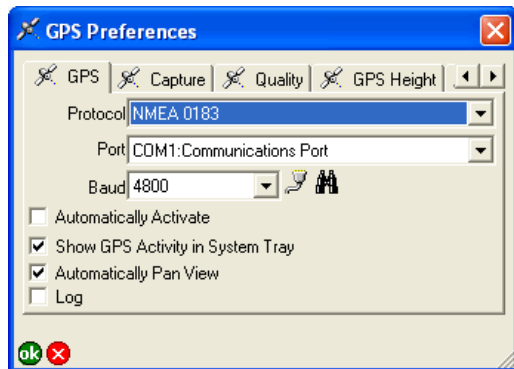 GPS Preferences
GPS Capture Quality GPS Height
Protocol NMEA 0183
Port COM1:Communications Port
Baud 4800
Automatically Activate
Show GPS Activity in System Tray
Automatically Pan View
Log
ok